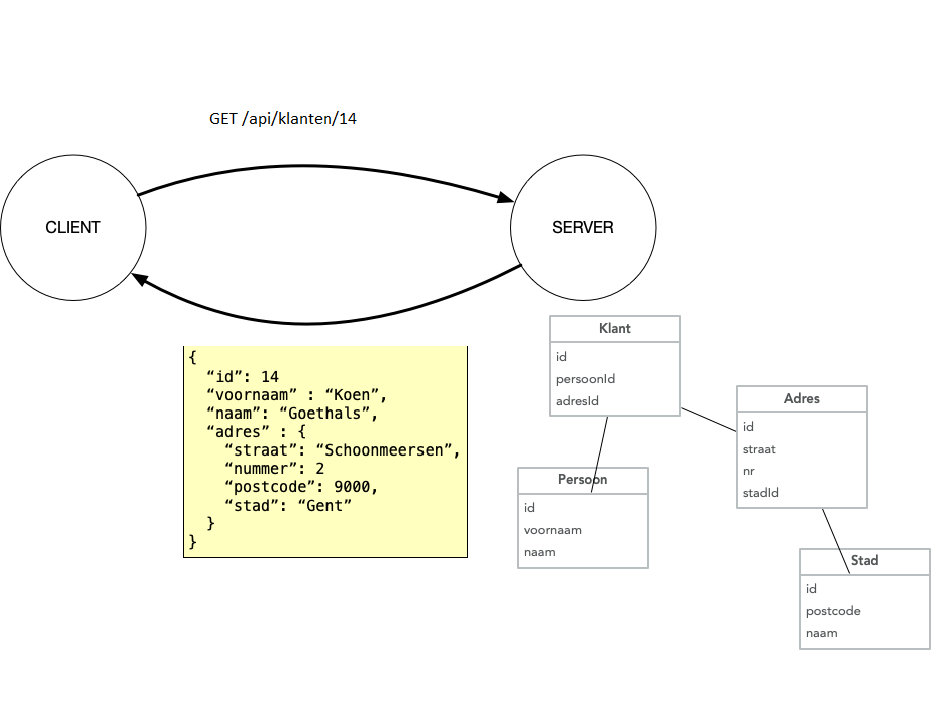 GET /api/klanten/14
CLIENT
SERVER
{
  “id”: 14
  “voornaam” : “Koen”,
  “naam”: “Goethals”,
  “adres” : {
    “straat”: “Schoonmeersen”,
    “nummer”: 2
    “postcode”: 9000,
    “stad”: “Gent”
  }
}
Klant
id
persoonId
adresId
Adres
id
straat
nr
stadId
Persoon
id
voornaam
naam
Stad
id
postcode
naam